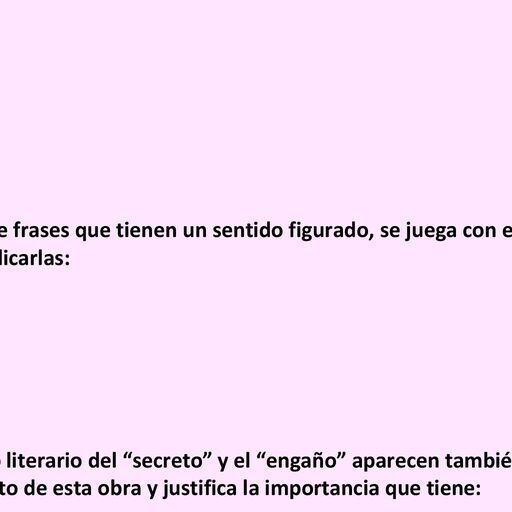 e frases que tienen un sentido figurado, se juega con e
licarlas:
literario del “secreto” y el “engaño” aparecen tambié
to de esta obra y justifica la importancia que tiene: